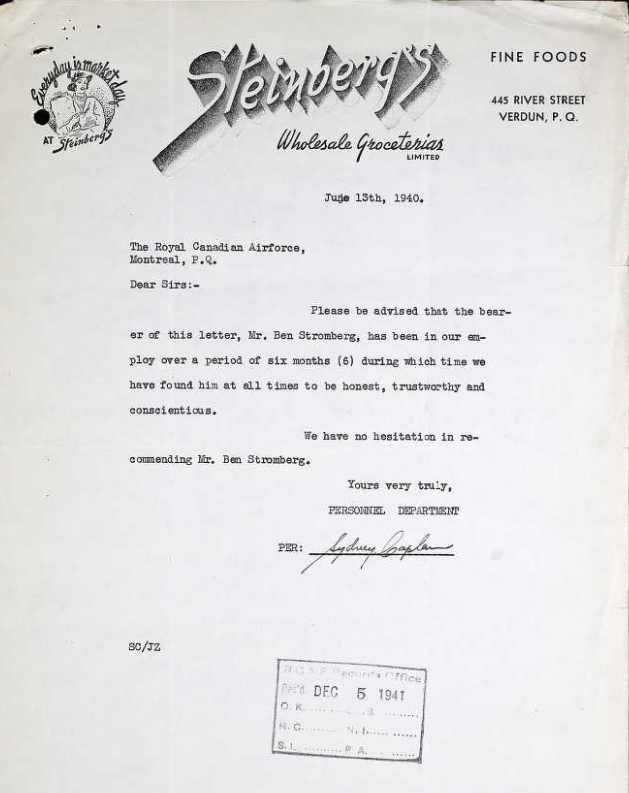 Everyday is market day
AT Steinberg's
Steinberg's
Wholesale Groceterias
LIMITED
FINE FOODS
445 RIVER STREET
VERDUN, P. Q.
June 13th, 1940.
The Royal Canadian Airforce,
Montreal, P.Q.
Dear Sirs:-
Please be advised that the bear-
er of this letter, Mr. Ben Stromberg, has been in our em-
ploy over a period of six months (6) during which time we
have found him at all times to be honest, trustworthy and
conscientious.
We have no hesitation in re-
commending Mr. Ben Stromberg.
Yours very truly,
PERSONNEL DEPARTMENT
PER: Sydney Caplan
SC/JZ
R.C.A.F. Record's Office
Rec'd. DEC 5 1941
O. K. ............B..........
R. G. ............ N. I. ............
S. L. ............ P. A. ............